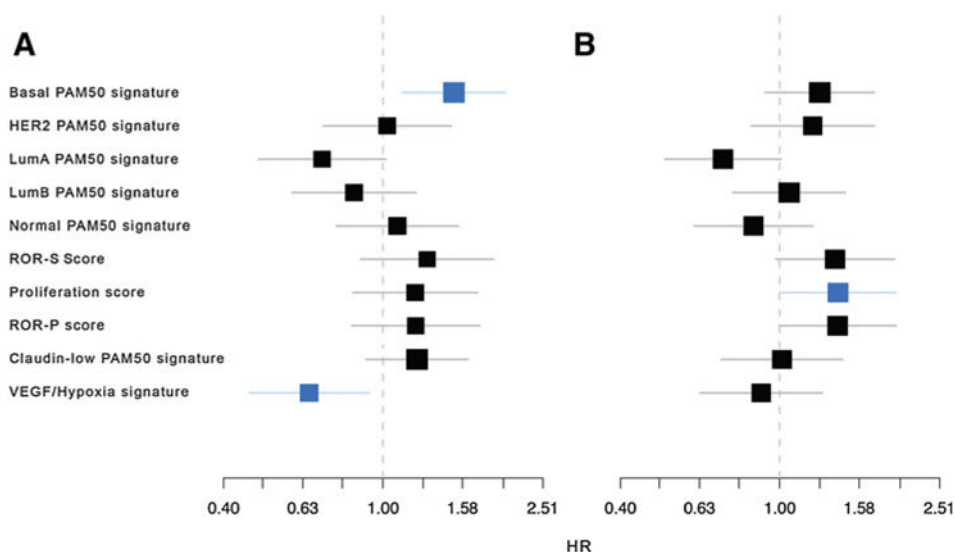 A B
Basal PAM50 signature
HER2 PAM50 signature
LumA PAM50 signature
LumB PAM50 signature
Normal PAM50 signature
ROR-S Score
Proliferation score
ROR-P score
Claudin-low PAM50 signature
VEGF/Hypoxia signature
0.40 0.63 1.00 1.58 2.51 0.40 0.63 1.00 1.58 2.51
HR